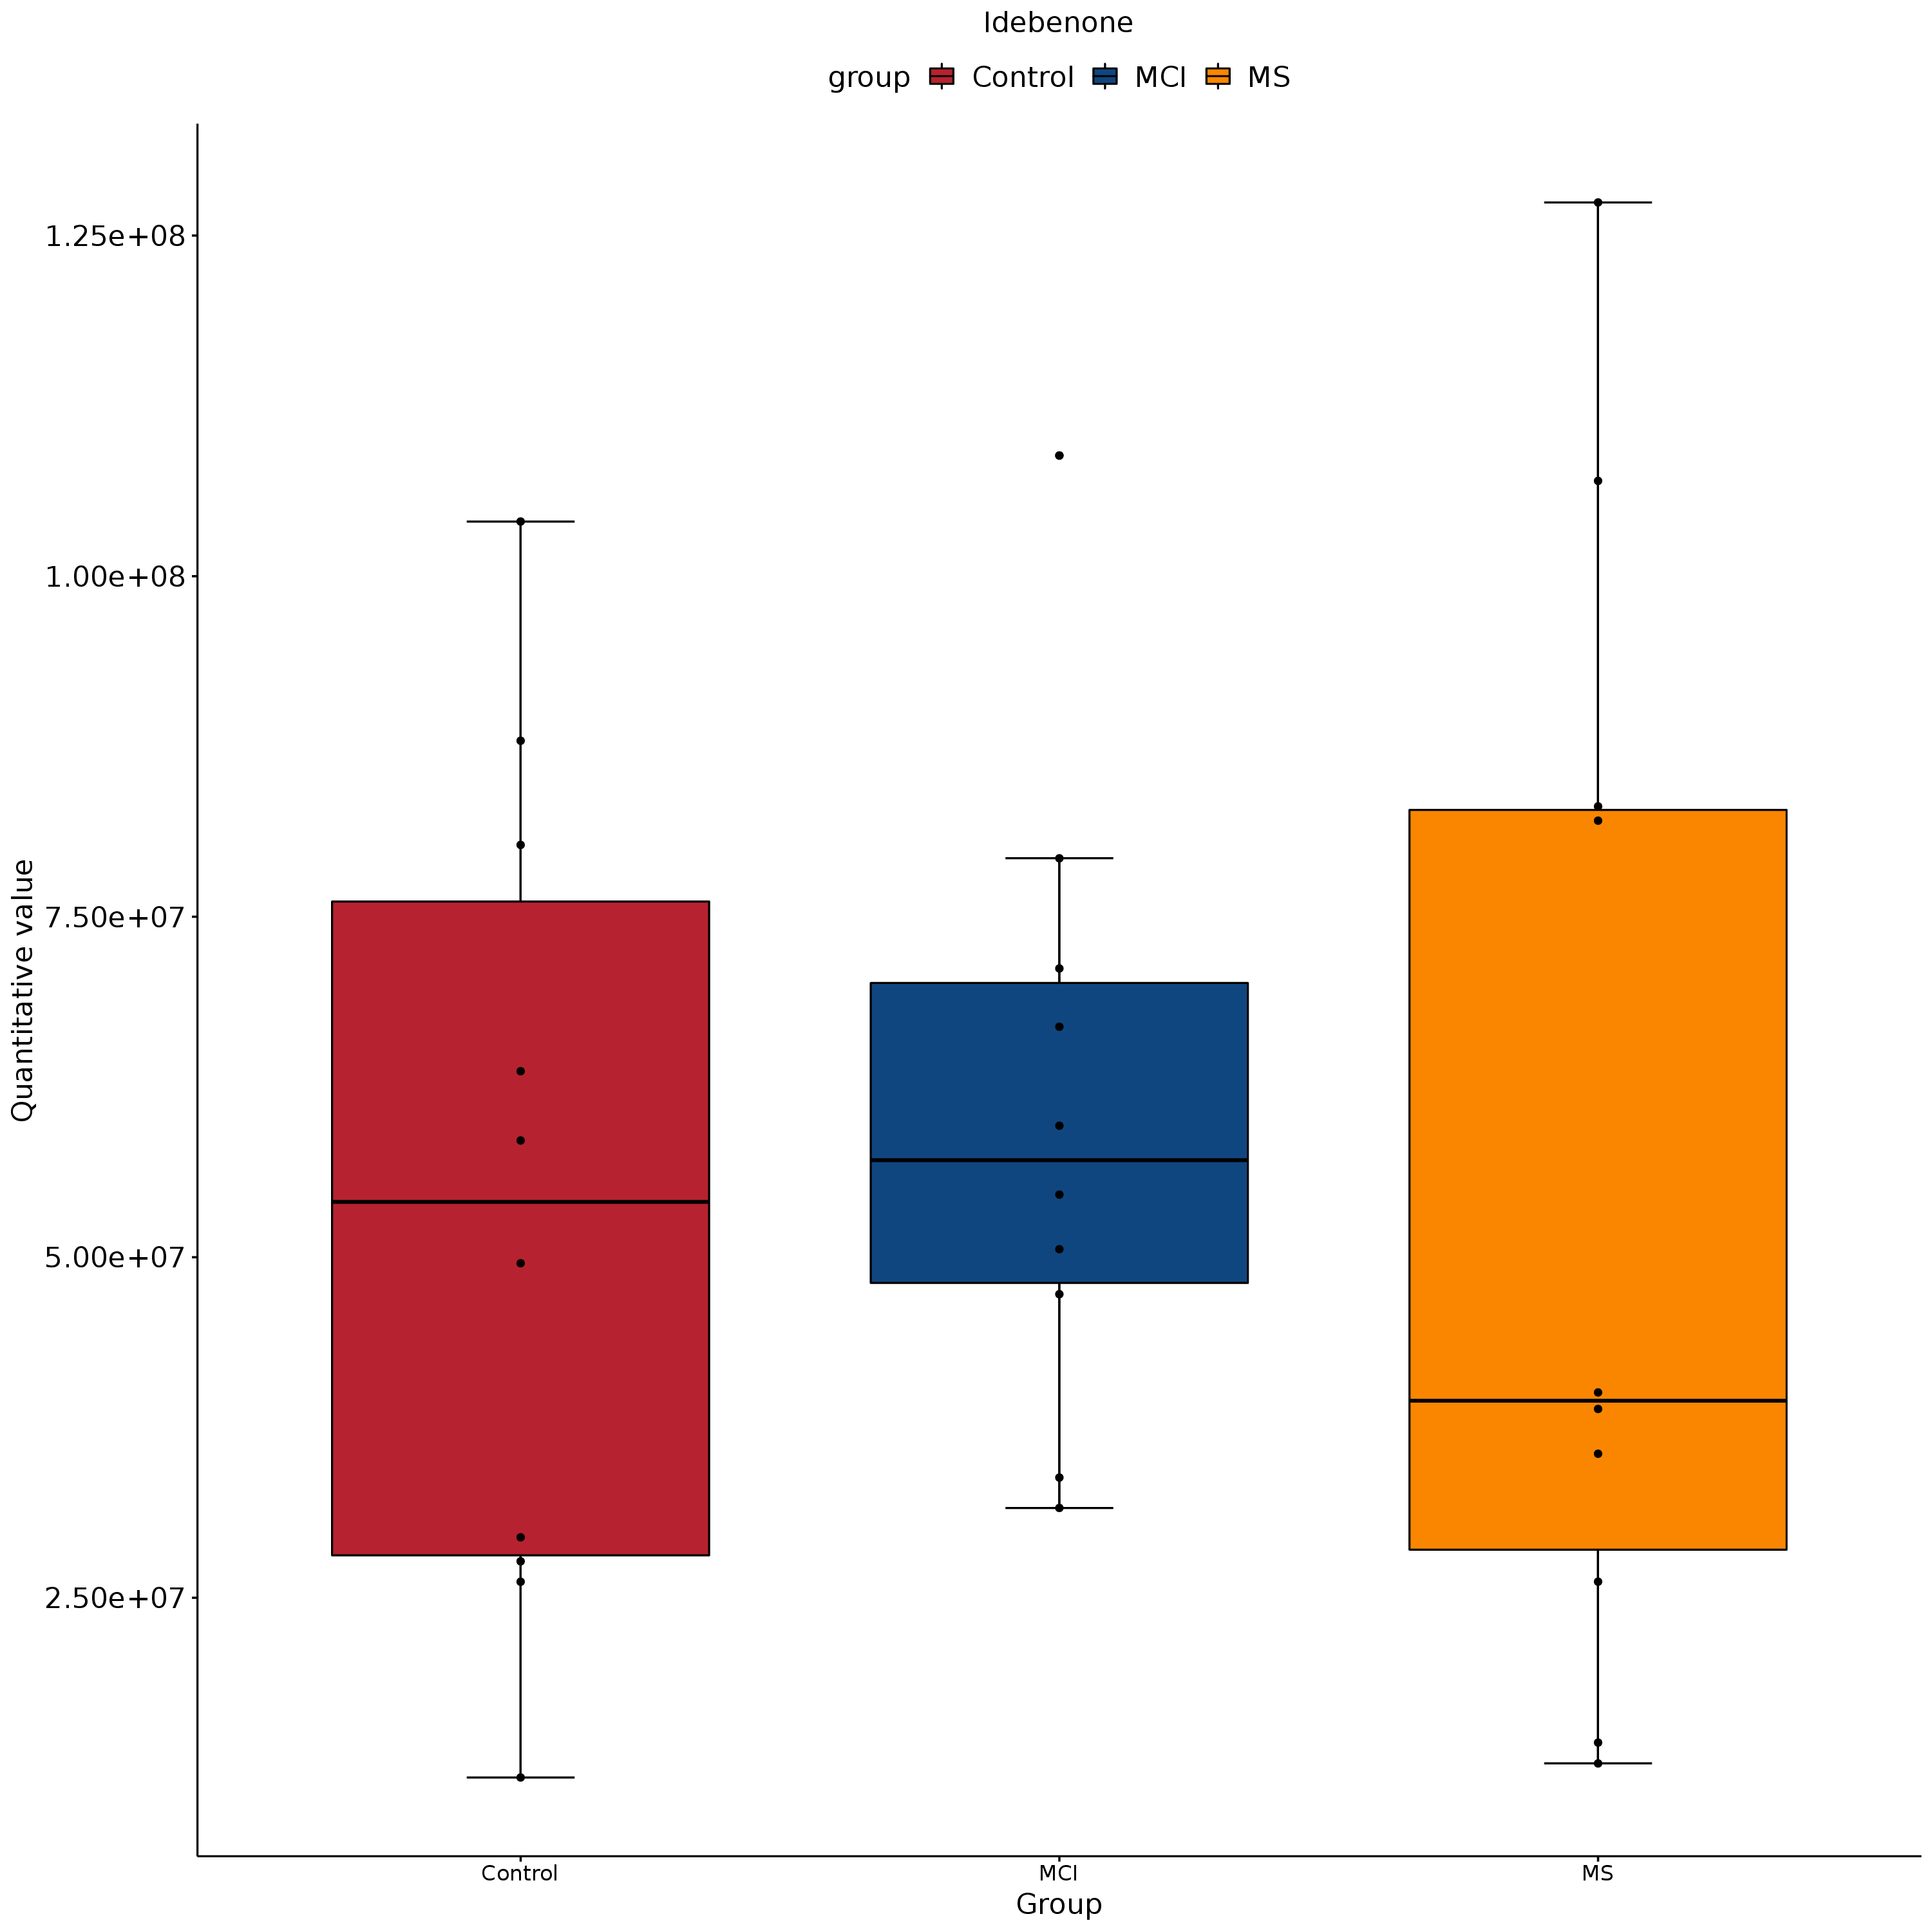 Idebenone
group Control MCI MS
Quantitative value
1.25e+08
1.00e+08
7.50e+07
5.00e+07
2.50e+07
Control MCI MS
Group